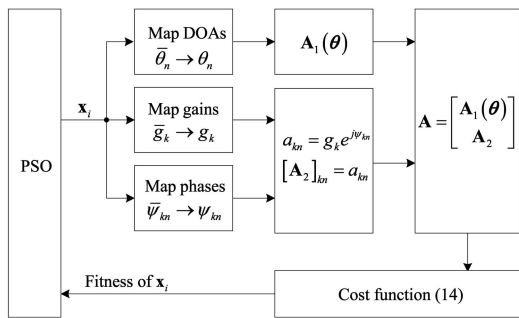 PSO
x_i
Map DOAs
θ̄_n → θ_n
A_1(θ)
Map gains
ḡ_k → g_k
Map phases
ψ̄_kn → ψ_kn
a_kn = g_k e^{jψ_kn}
[A_2]_kn = a_kn
A = [A_1(θ)
A_2]
Cost function (14)
Fitness of x_i